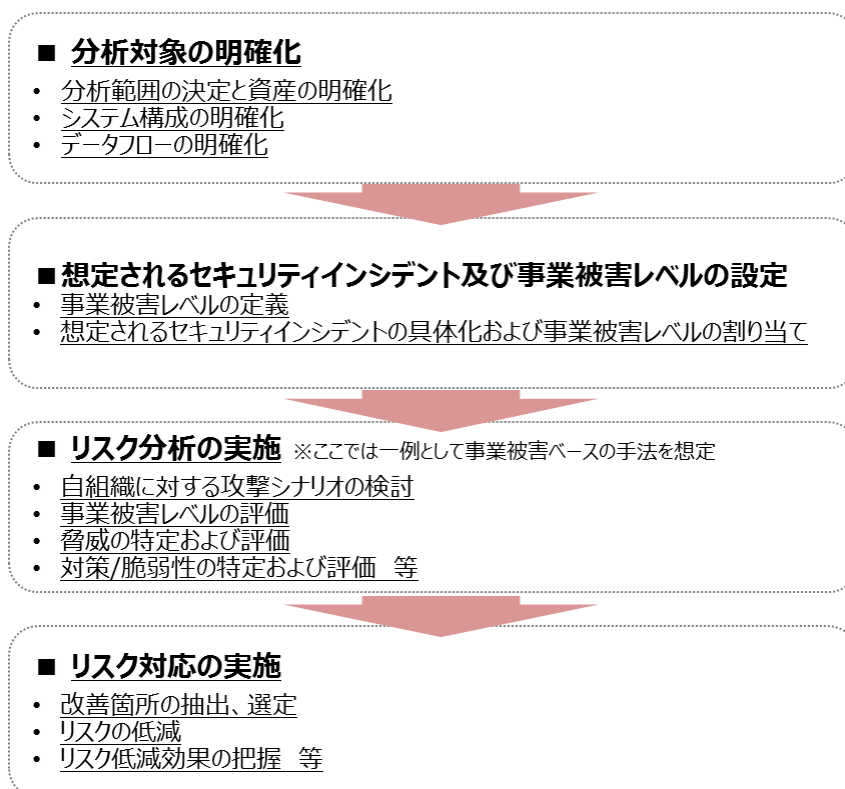 ■ 分析対象の明確化
• 分析範囲の決定と資産の明確化
• システム構成の明確化
• データフローの明確化
■想定されるセキュリティインシデント及び事業被害レベルの設定
• 事業被害レベルの定義
• 想定されるセキュリティインシデントの具体化および事業被害レベルの割り当て
■ リスク分析の実施 ※ここでは一例として事業被害ベースの手法を想定
• 自組織に対する攻撃シナリオの検討
• 事業被害レベルの評価
• 脅威の特定および評価
• 対策/脆弱性の特定および評価 等
■ リスク対応の実施
• 改善箇所の抽出、選定
• リスクの低減
• リスク低減効果の把握 等